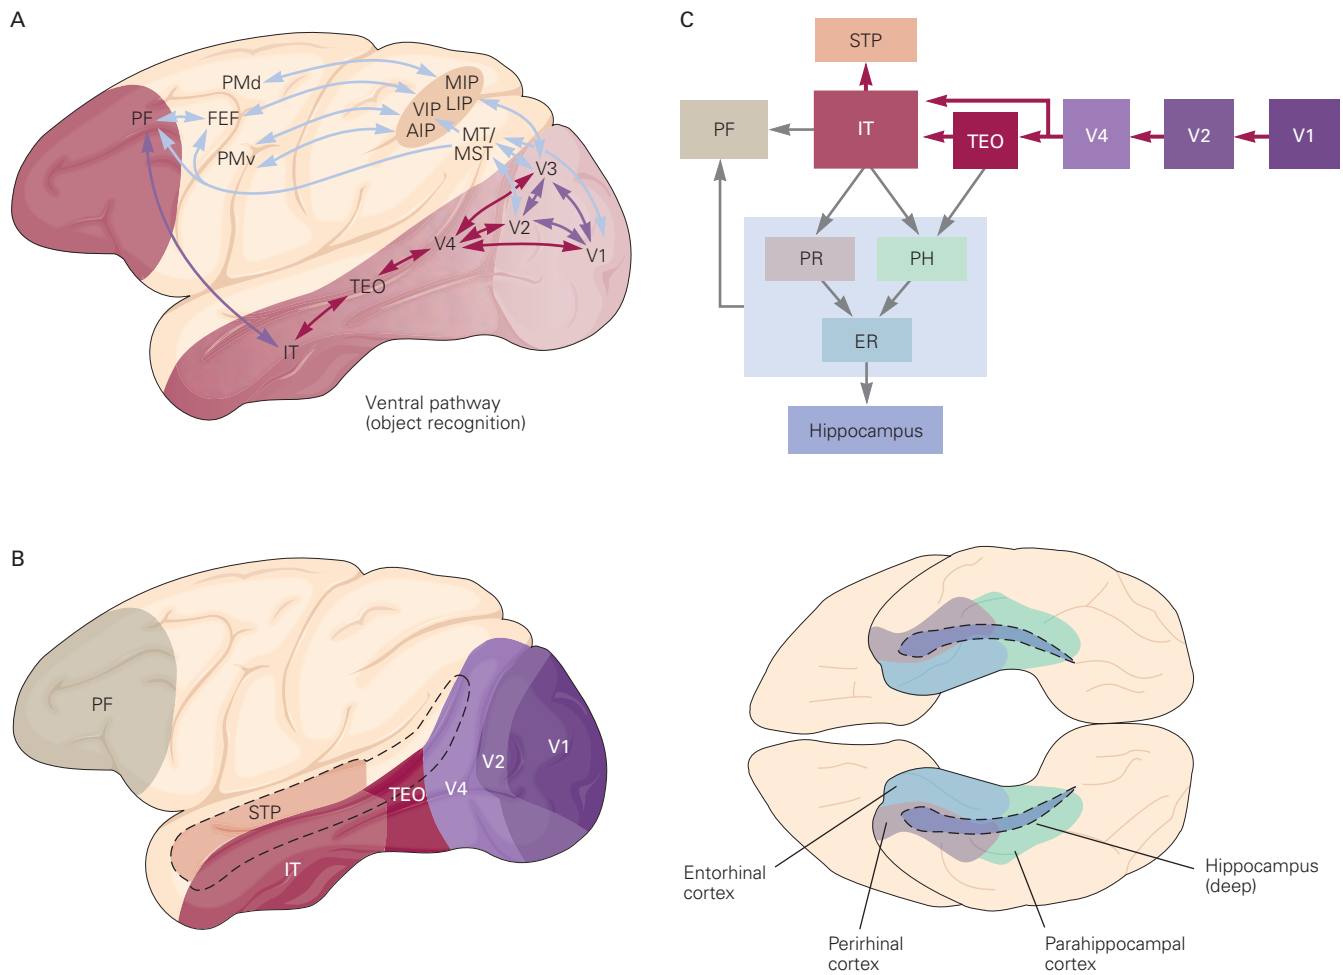 A
PMd
MIP
VIP LIP
AIP
PF
FEF
PMv
MT/
MST
V3
V2
V4
V1
TEO
IT
Ventral pathway
(object recognition)
C
STP
PF
IT
TEO
V4
V2
V1
PR
PH
ER
Hippocampus
B
PF
STP
IT
TEO
V4
V2
V1
Entorhinal
cortex
Perirhinal
cortex
Parahippocampal
cortex
Hippocampus
(deep)